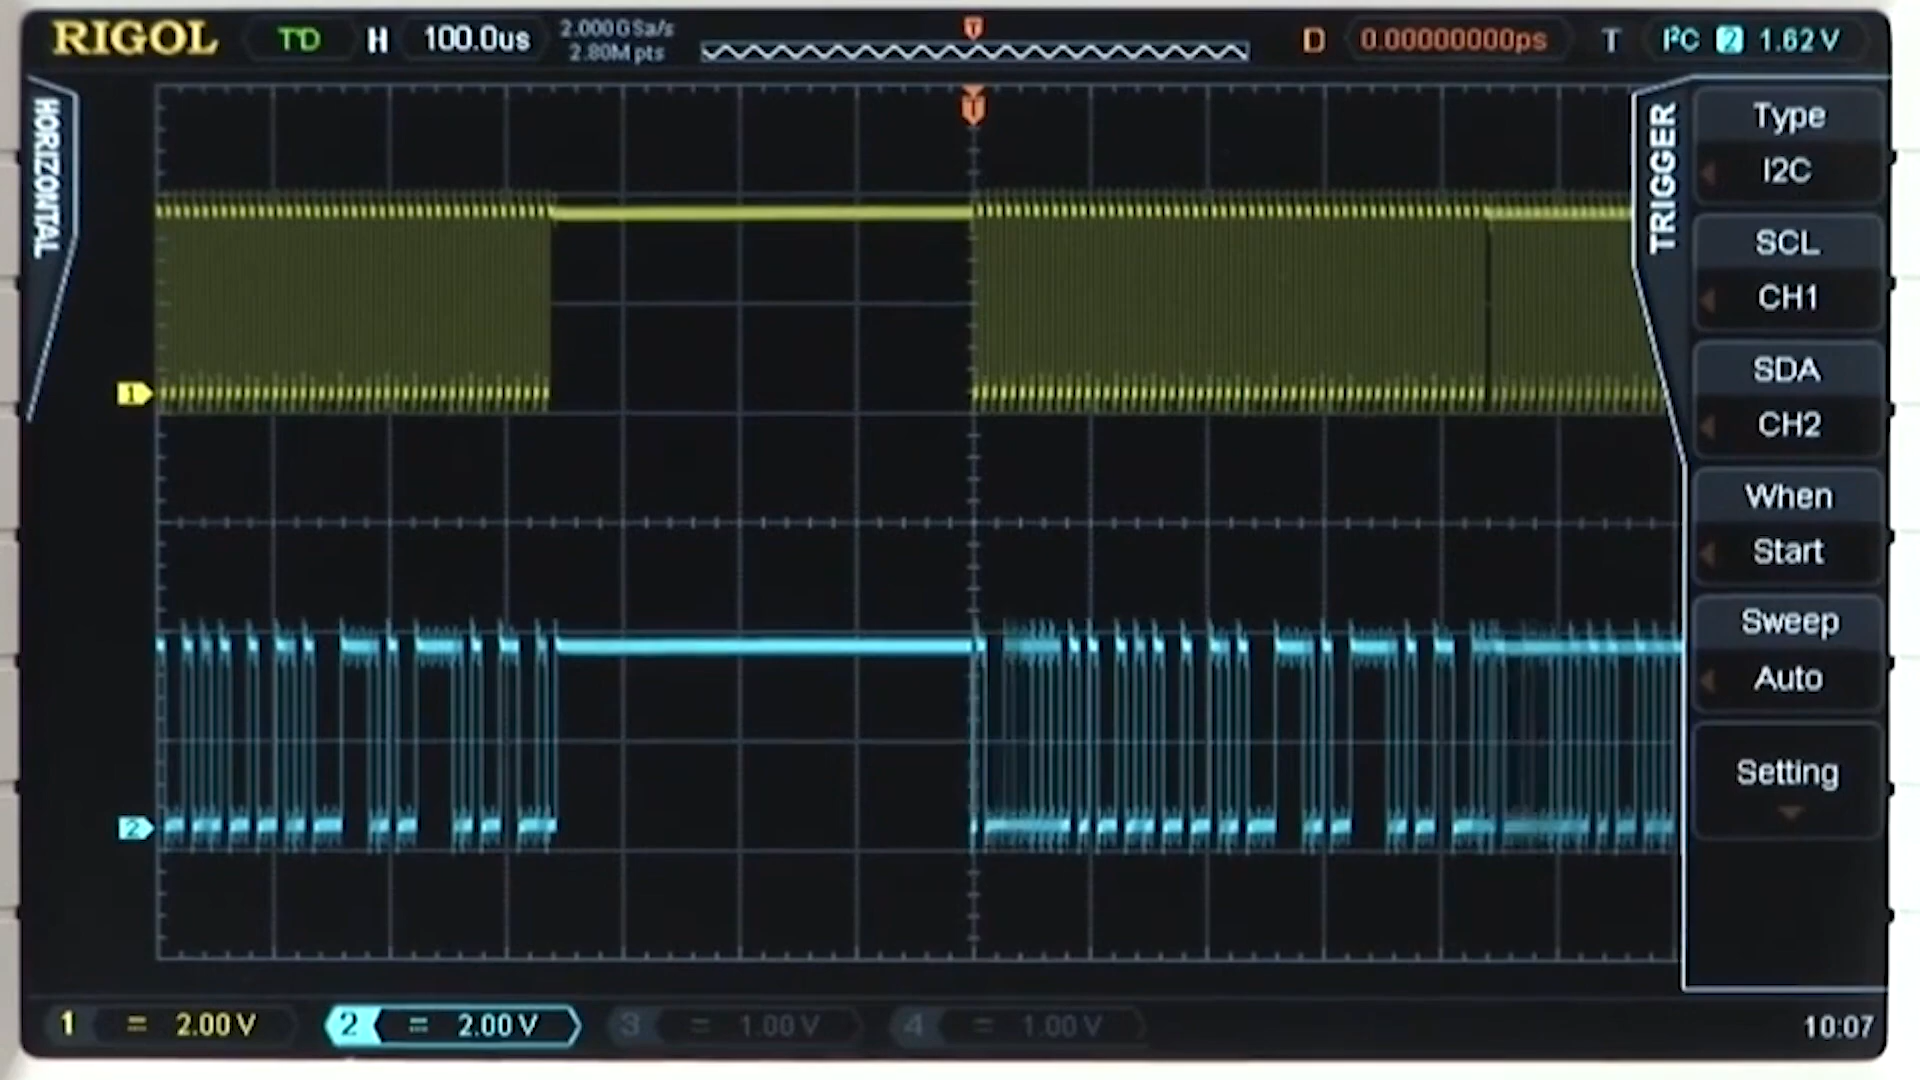 RIGOL T'D H 100.0us 2.000GSa/s 2.80M pts D 0.00000000ps T I²C 2 1.62 V
T
HORIZONTAL
TRIGGER
Type
I2C
SCL
CH1
SDA
CH2
When
Start
Sweep
Auto
Setting
1
2
1 = 2.00 V 2 = 2.00 V 3 = 1.00 V 4 = 1.00 V 10:07